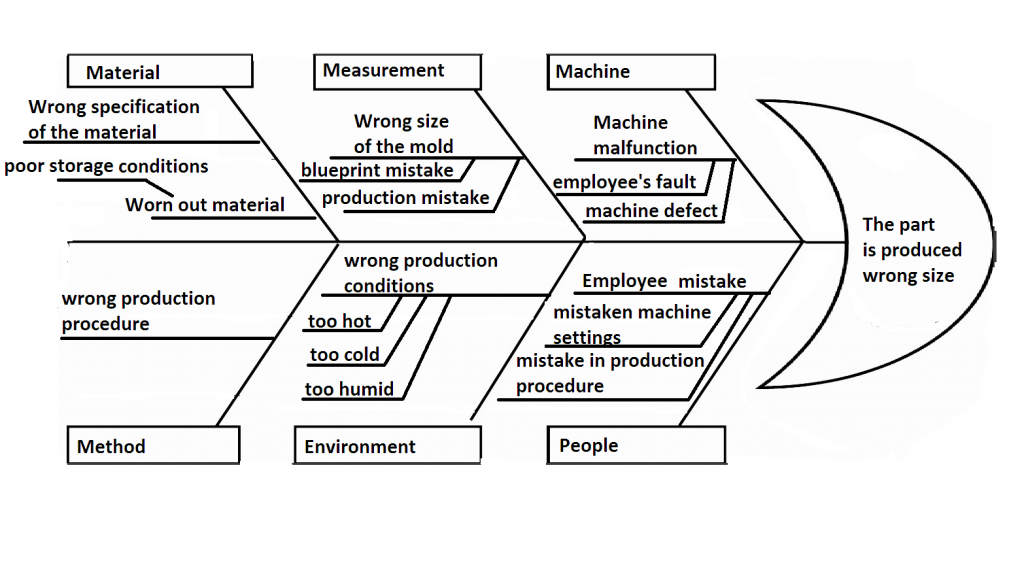 Material
Measurement
Machine
Wrong specification
of the material
poor storage conditions
Worn out material
Wrong size
of the mold
blueprint mistake
production mistake
Machine
malfunction
employee's fault
machine defect
The part
is produced
wrong size
wrong production
procedure
wrong production
conditions
too hot
too cold
too humid
Employee mistake
mistaken machine
settings
mistake in production
procedure
Method
Environment
People